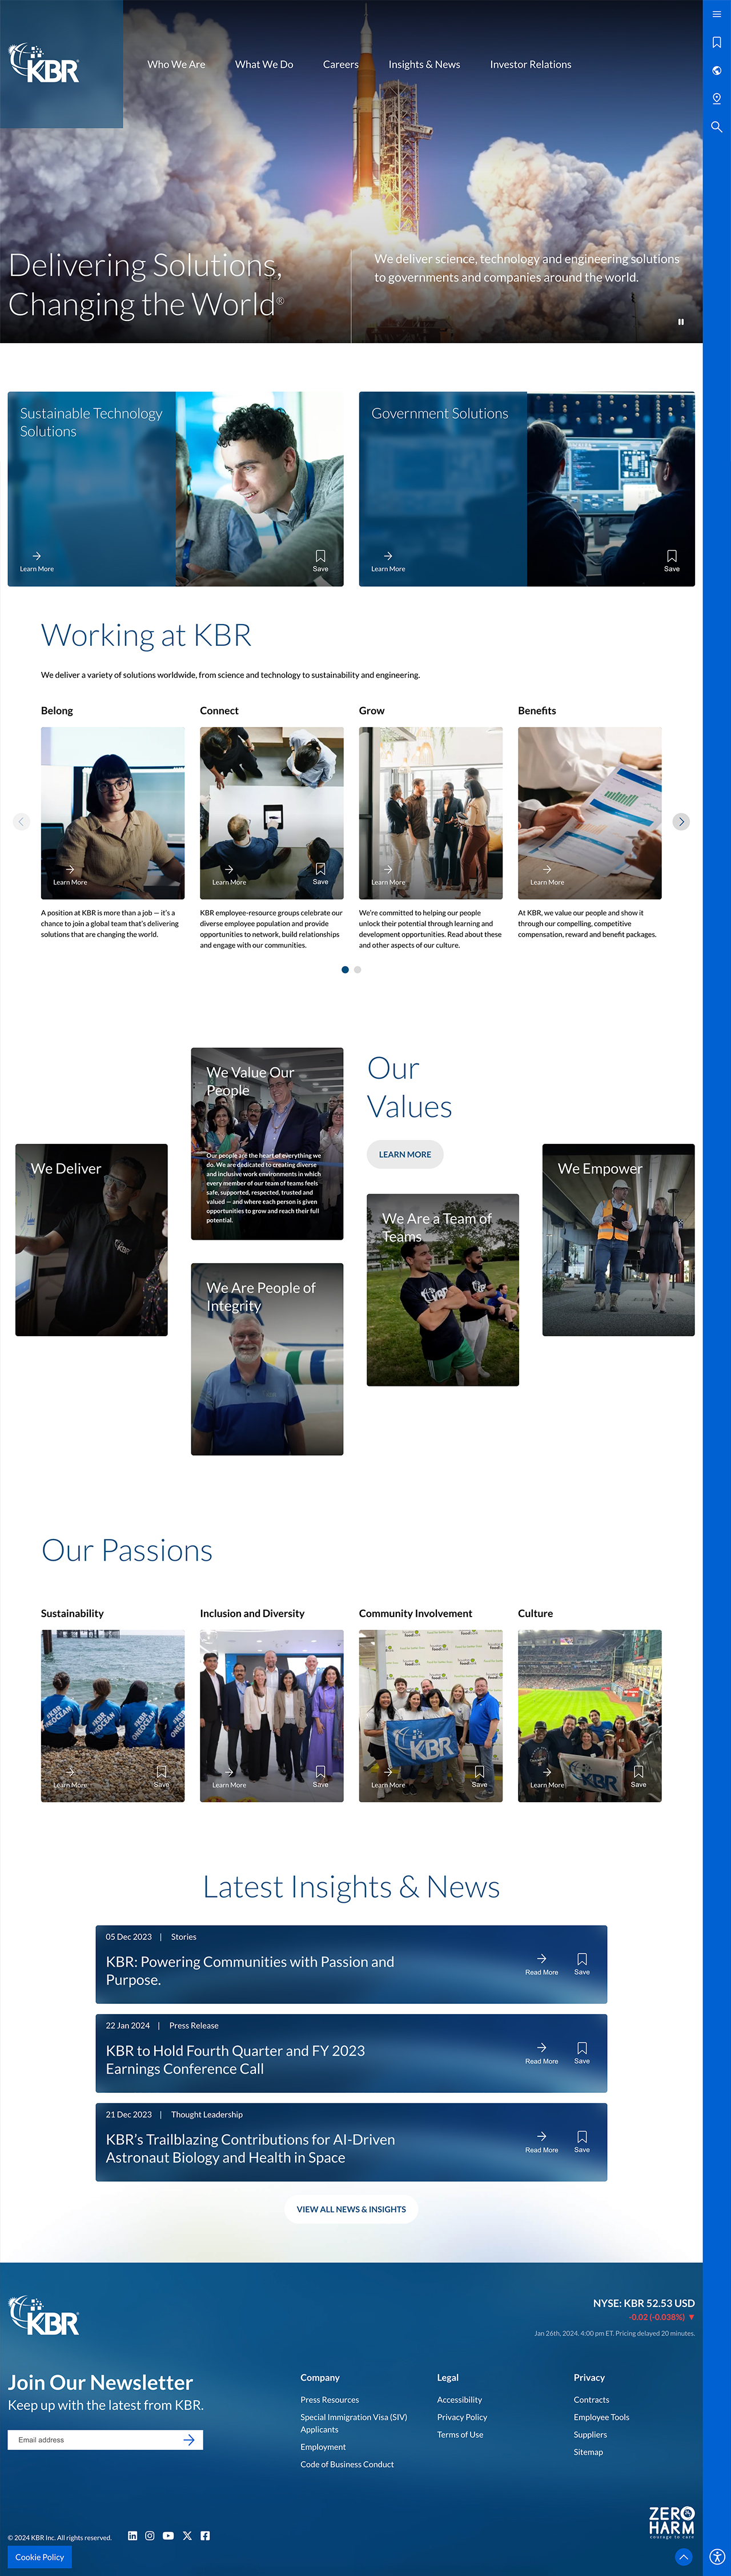 KBR
Who We Are
What We Do
Careers
Insights & News
Investor Relations
Delivering Solutions,
Changing the World®
We deliver science, technology and engineering solutions
to governments and companies around the world.
Sustainable Technology
Solutions
Learn More
Save
Government Solutions
Learn More
Save
Working at KBR
We deliver a variety of solutions worldwide, from science and technology to sustainability and engineering.
Belong
Learn More
A position at KBR is more than a job — it's a
chance to join a global team that's delivering
solutions that are changing the world.
Connect
Learn More
Save
KBR employee-resource groups celebrate our
diverse employee population and provide
opportunities to network, build relationships
and engage with our communities.
Grow
Learn More
We're committed to helping our people
unlock their potential through learning and
development opportunities. Read about these
and other aspects of our culture.
Benefits
Learn More
At KBR, we value our people and show it
through our compelling, competitive
compensation, reward and benefit packages.
Our
Values
LEARN MORE
We Deliver
KBR
We Value Our
People
Our people are the heart of everything we
do. We are dedicated to creating diverse
and inclusive work environments in which
every member of our team of teams feels
safe, supported, respected, trusted and
valued — and where each person is given
opportunities to grow and reach their full
potential.
We Are People of
Integrity
We Are a Team of
Teams
KBR
We Empower
Our Passions
Sustainability
#KBR
ONEOCEAN
Learn More
Save
Inclusion and Diversity
Learn More
Save
Community Involvement
KBR
Learn More
Save
Culture
KBR
Learn More
Save
Latest Insights & News
05 Dec 2023 | Stories
KBR: Powering Communities with Passion and
Purpose.
Read More
Save
22 Jan 2024 | Press Release
KBR to Hold Fourth Quarter and FY 2023
Earnings Conference Call
Read More
Save
21 Dec 2023 | Thought Leadership
KBR's Trailblazing Contributions for AI-Driven
Astronaut Biology and Health in Space
Read More
Save
VIEW ALL NEWS & INSIGHTS
KBR
NYSE: KBR 52.53 USD
-0.02 (-0.038%) ▼
Jan 26th, 2024. 4:00 pm ET. Pricing delayed 20 minutes.
Join Our Newsletter
Keep up with the latest from KBR.
Email address
Company
Press Resources
Special Immigration Visa (SIV)
Applicants
Employment
Code of Business Conduct
Legal
Accessibility
Privacy Policy
Terms of Use
Privacy
Contracts
Employee Tools
Suppliers
Sitemap
ZERO
HARM
courage to care
© 2024 KBR Inc. All rights reserved.
Cookie Policy